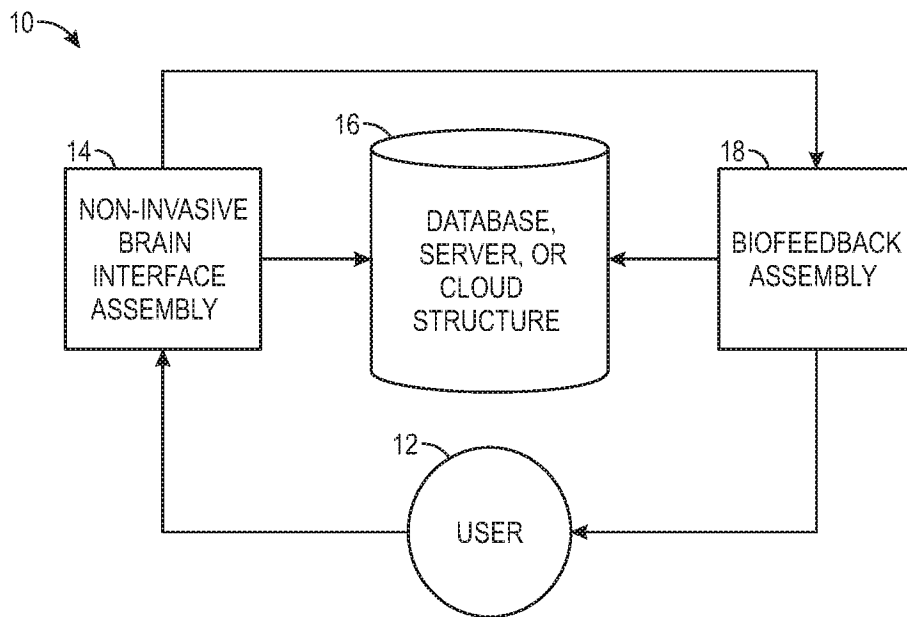 10
14
NON-INVASIVE
BRAIN
INTERFACE
ASSEMBLY
16
DATABASE,
SERVER, OR
CLOUD
STRUCTURE
18
BIOFEEDBACK
ASSEMBLY
12
USER